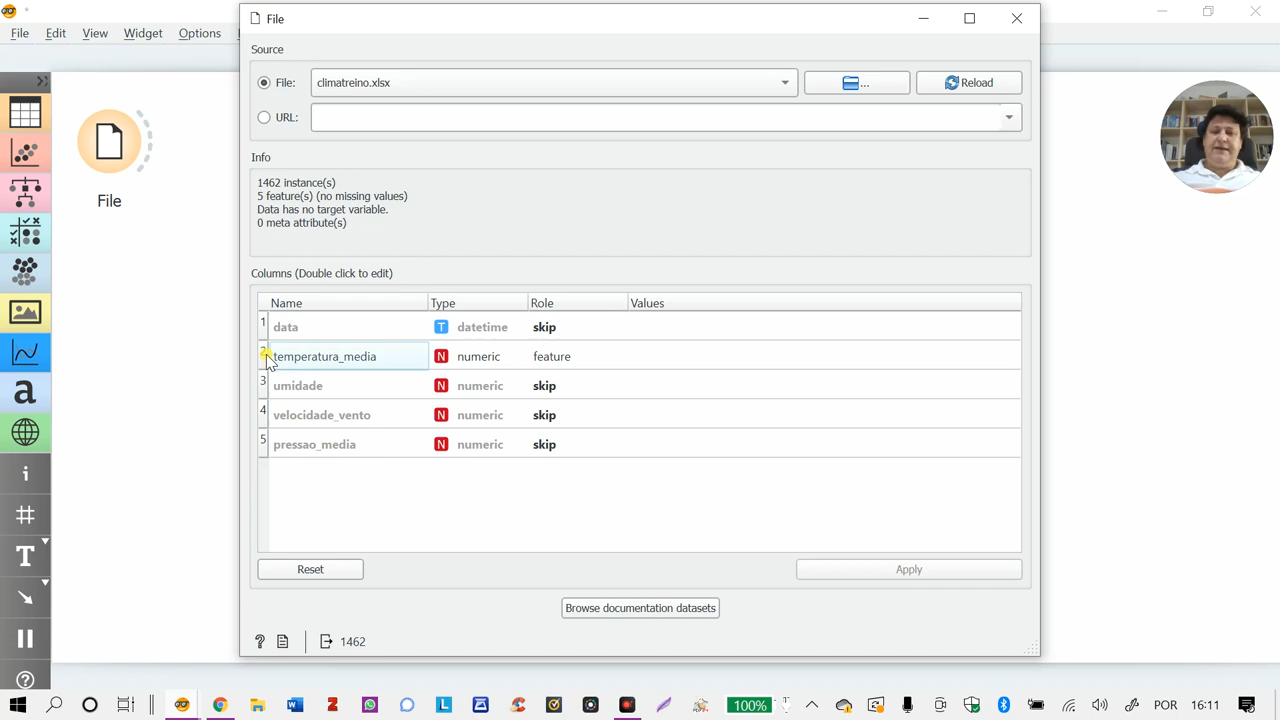 File
File Edit View Widget Options
Source
File: climatreino.xlsx ... Reload
URL:
Info
1462 instance(s)
5 feature(s) (no missing values)
Data has no target variable.
0 meta attribute(s)
File
Columns (Double click to edit)
Name Type Role Values
1 data T datetime skip
2 temperatura_media N numeric feature
3 umidade N numeric skip
4 velocidade_vento N numeric skip
5 pressao_media N numeric skip
Reset Apply
Browse documentation datasets
? 1462
a
i
#
T
?
W Z L 100% POR 16:11